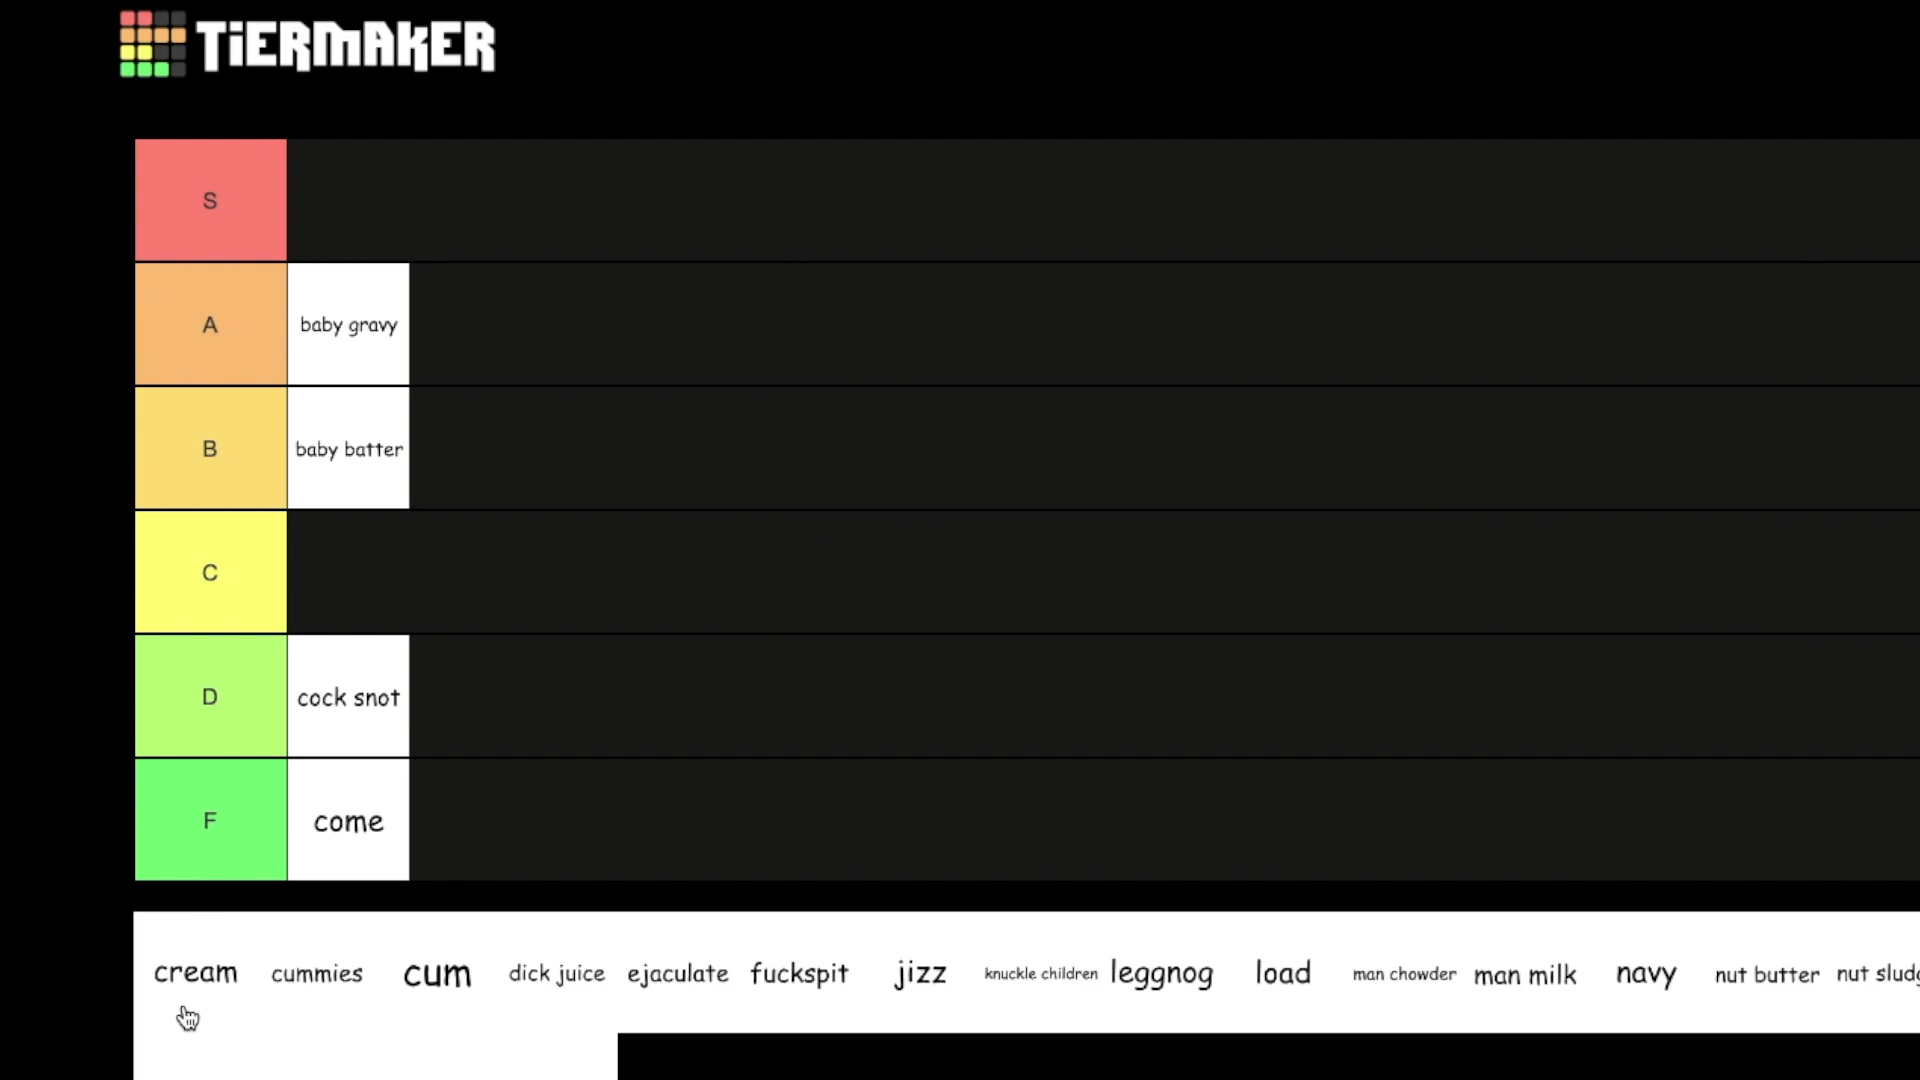 TiERMAKER
S
A
baby gravy
B
baby batter
C
D
cock snot
F
come
cream cummies cum dick juice ejaculate fuckspit jizz knuckle children leggnog load man chowder man milk navy nut butter nut